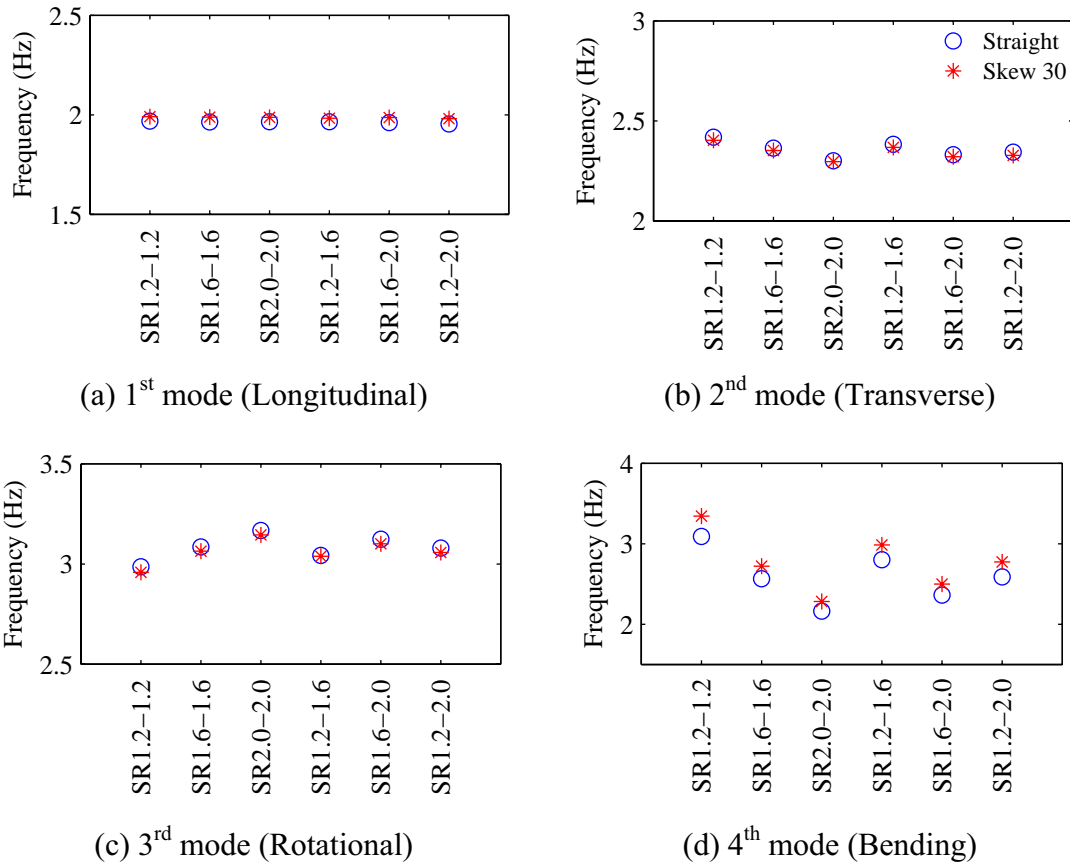 2.5
2
1.5
Frequency (Hz)
SR1.2−1.2
SR1.6−1.6
SR2.0−2.0
SR1.2−1.6
SR1.6−2.0
SR1.2−2.0
(a) 1st mode (Longitudinal)
3
2.5
2
Frequency (Hz)
Straight
Skew 30
SR1.2−1.2
SR1.6−1.6
SR2.0−2.0
SR1.2−1.6
SR1.6−2.0
SR1.2−2.0
(b) 2nd mode (Transverse)
3.5
3
2.5
Frequency (Hz)
SR1.2−1.2
SR1.6−1.6
SR2.0−2.0
SR1.2−1.6
SR1.6−2.0
SR1.2−2.0
(c) 3rd mode (Rotational)
4
3
2
Frequency (Hz)
SR1.2−1.2
SR1.6−1.6
SR2.0−2.0
SR1.2−1.6
SR1.6−2.0
SR1.2−2.0
(d) 4th mode (Bending)